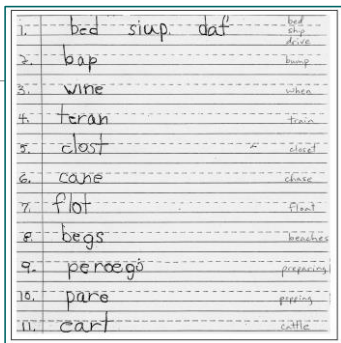 1. bed siup. daf bed ship drive
2. bap bump
3. wine when
4. teran train
5. clost closet
6. cane chase
7. flot float
8. begs beaches
9. peroegó preparing
10. pare popping
11. cart cattle